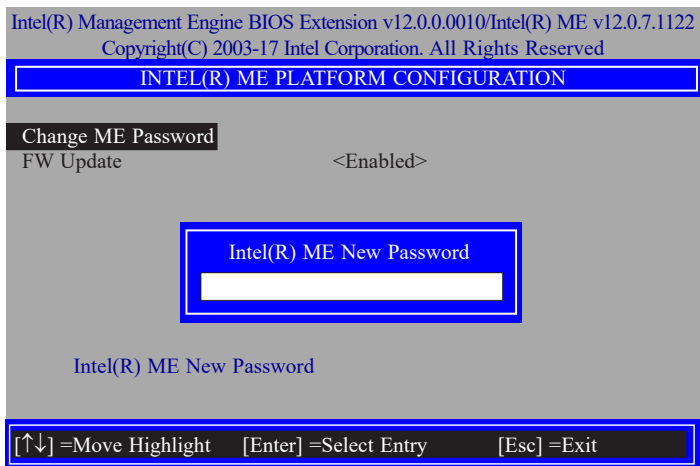 Intel(R) Management Engine BIOS Extension v12.0.0.0010/Intel(R) ME v12.0.7.1122
Copyright(C) 2003-17 Intel Corporation. All Rights Reserved
INTEL(R) ME PLATFORM CONFIGURATION
Change ME Password
FW Update <Enabled>
Intel(R) ME New Password
Intel(R) ME New Password
[↑↓] =Move Highlight [Enter] =Select Entry [Esc] =Exit